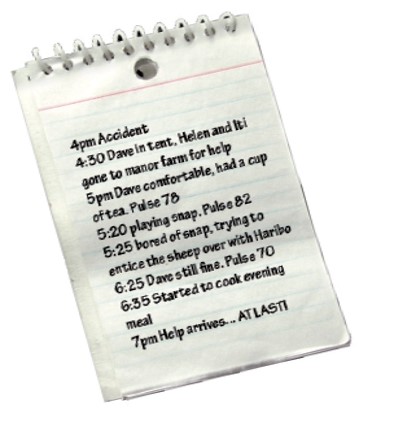 4pm Accident
4:30 Dave in tent, Helen and Iti
gone to manor farm for help
5pm Dave comfortable, had a cup
of tea. Pulse 78
5:20 playing snap. Pulse 82
5:25 bored of snap, trying to
entice the sheep over with Haribo
6:25 Dave still fine. Pulse 70
6:35 Started to cook evening
meal
7pm Help arrives... AT LAST!